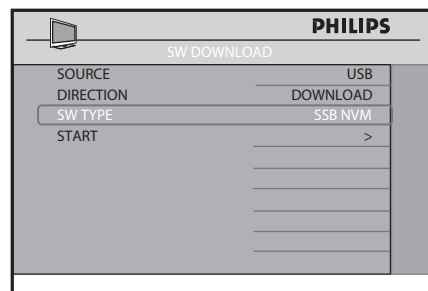 PHILIPS
SW DOWNLOAD
SOURCE USB
DIRECTION DOWNLOAD
SW TYPE SSB NVM
START >